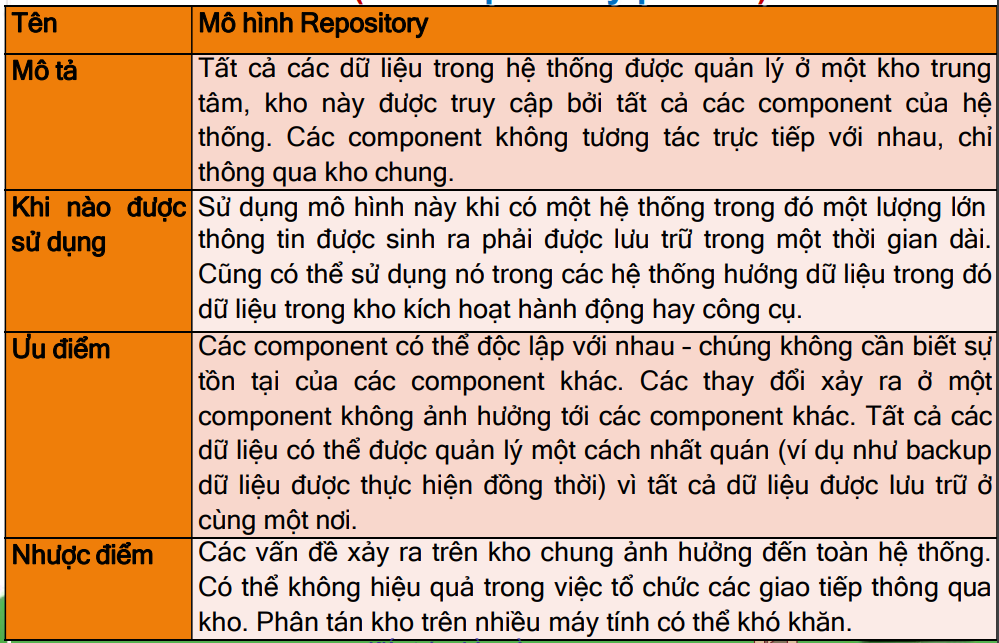 Tên
Mô hình Repository
Mô tả
Tất cả các dữ liệu trong hệ thống được quản lý ở một kho trung
tâm, kho này được truy cập bởi tất cả các component của hệ
thống. Các component không tương tác trực tiếp với nhau, chỉ
thông qua kho chung.
Khi nào được
sử dụng
Sử dụng mô hình này khi có một hệ thống trong đó một lượng lớn
thông tin được sinh ra phải được lưu trữ trong một thời gian dài.
Cũng có thể sử dụng nó trong các hệ thống hướng dữ liệu trong đó
dữ liệu trong kho kích hoạt hành động hay công cụ.
Ưu điểm
Các component có thể độc lập với nhau - chúng không cần biết sự
tồn tại của các component khác. Các thay đổi xảy ra ở một
component không ảnh hưởng tới các component khác. Tất cả các
dữ liệu có thể được quản lý một cách nhất quán (ví dụ như backup
dữ liệu được thực hiện đồng thời) vì tất cả dữ liệu được lưu trữ ở
cùng một nơi.
Nhược điểm
Các vấn đề xảy ra trên kho chung ảnh hưởng đến toàn hệ thống.
Có thể không hiệu quả trong việc tổ chức các giao tiếp thông qua
kho. Phân tán kho trên nhiều máy tính có thể khó khăn.